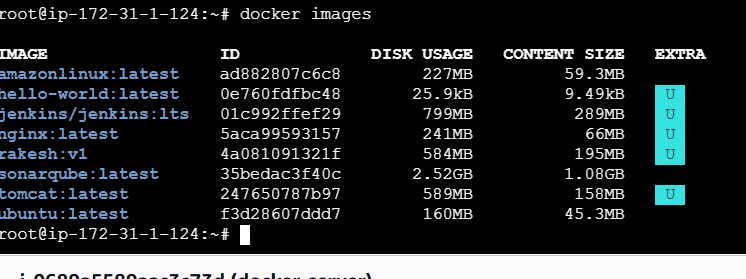 root@ip-172-31-1-124:~# docker images
IMAGE ID DISK USAGE CONTENT SIZE EXTRA
amazonlinux:latest ad882807c6c8 227MB 59.3MB
hello-world:latest 0e760fdfbc48 25.9kB 9.49kB U
jenkins/jenkins:lts 01c992ffef29 799MB 289MB U
nginx:latest 5aca99593157 241MB 66MB U
rakesh:v1 4a081091321f 584MB 195MB U
sonarqube:latest 35bedac3f40c 2.52GB 1.08GB
tomcat:latest 247650787b97 589MB 158MB U
ubuntu:latest f3d28607ddd7 160MB 45.3MB
root@ip-172-31-1-124:~#
(docker-server)